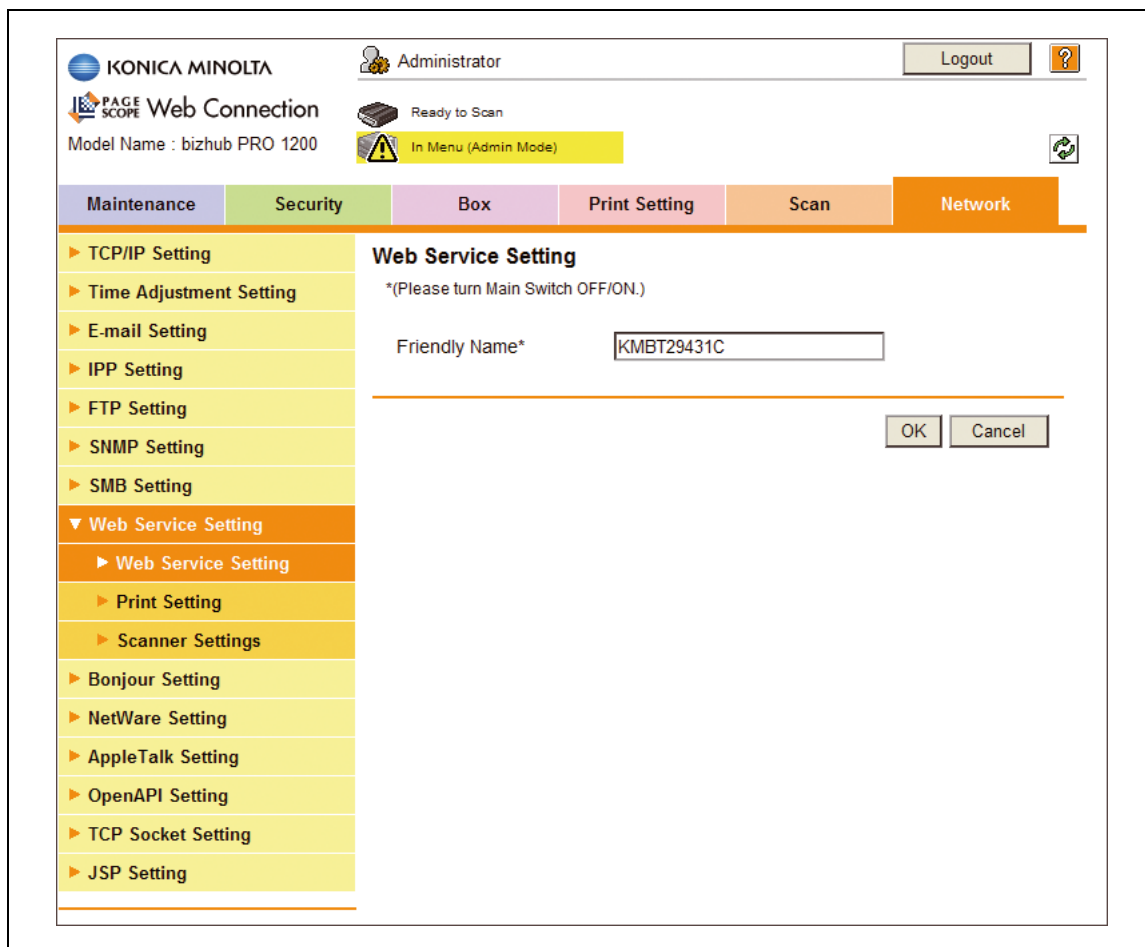 KONICA MINOLTA
Administrator
Logout
?
PAGE SCOPE Web Connection
Ready to Scan
Model Name : bizhub PRO 1200
In Menu (Admin Mode)
Maintenance
Security
Box
Print Setting
Scan
Network
TCP/IP Setting
Time Adjustment Setting
E-mail Setting
IPP Setting
FTP Setting
SNMP Setting
SMB Setting
Web Service Setting
Web Service Setting
Print Setting
Scanner Settings
Bonjour Setting
NetWare Setting
AppleTalk Setting
OpenAPI Setting
TCP Socket Setting
JSP Setting
Web Service Setting
*(Please turn Main Switch OFF/ON.)
Friendly Name* KMBT29431C
OK Cancel